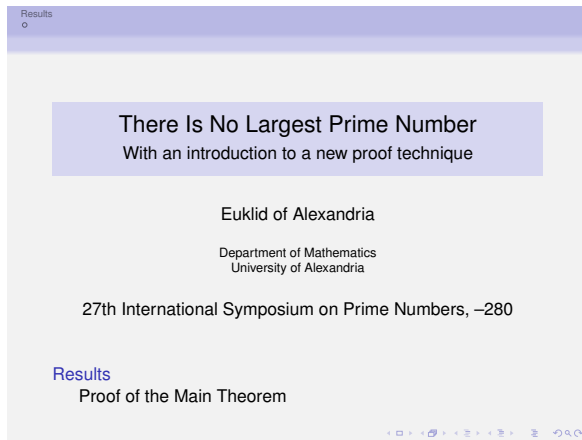 Results
There Is No Largest Prime Number
With an introduction to a new proof technique
Euklid of Alexandria
Department of Mathematics
University of Alexandria
27th International Symposium on Prime Numbers, –280
Results
Proof of the Main Theorem